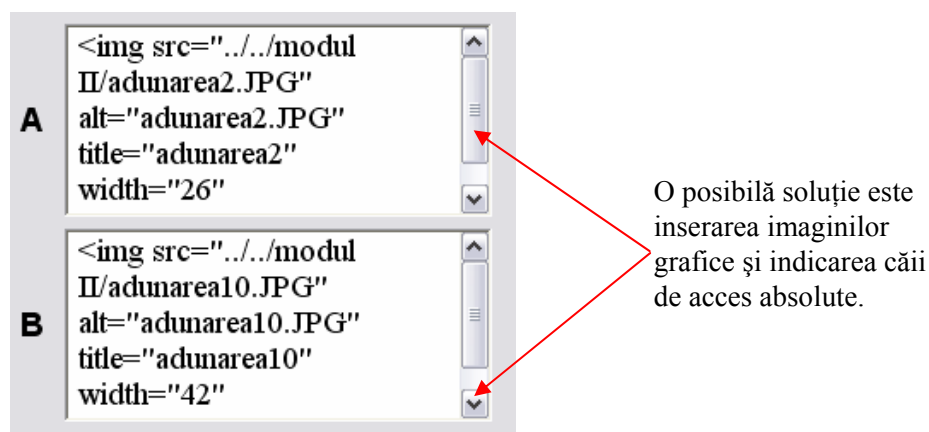 A
<img src="../../modul
II/adunarea2.JPG"
alt="adunarea2.JPG"
title="adunarea2"
width="26"
B
<img src="../../modul
II/adunarea10.JPG"
alt="adunarea10.JPG"
title="adunarea10"
width="42"
O posibilă soluție este
inserarea imaginilor
grafice şi indicarea căii
de acces absolute.